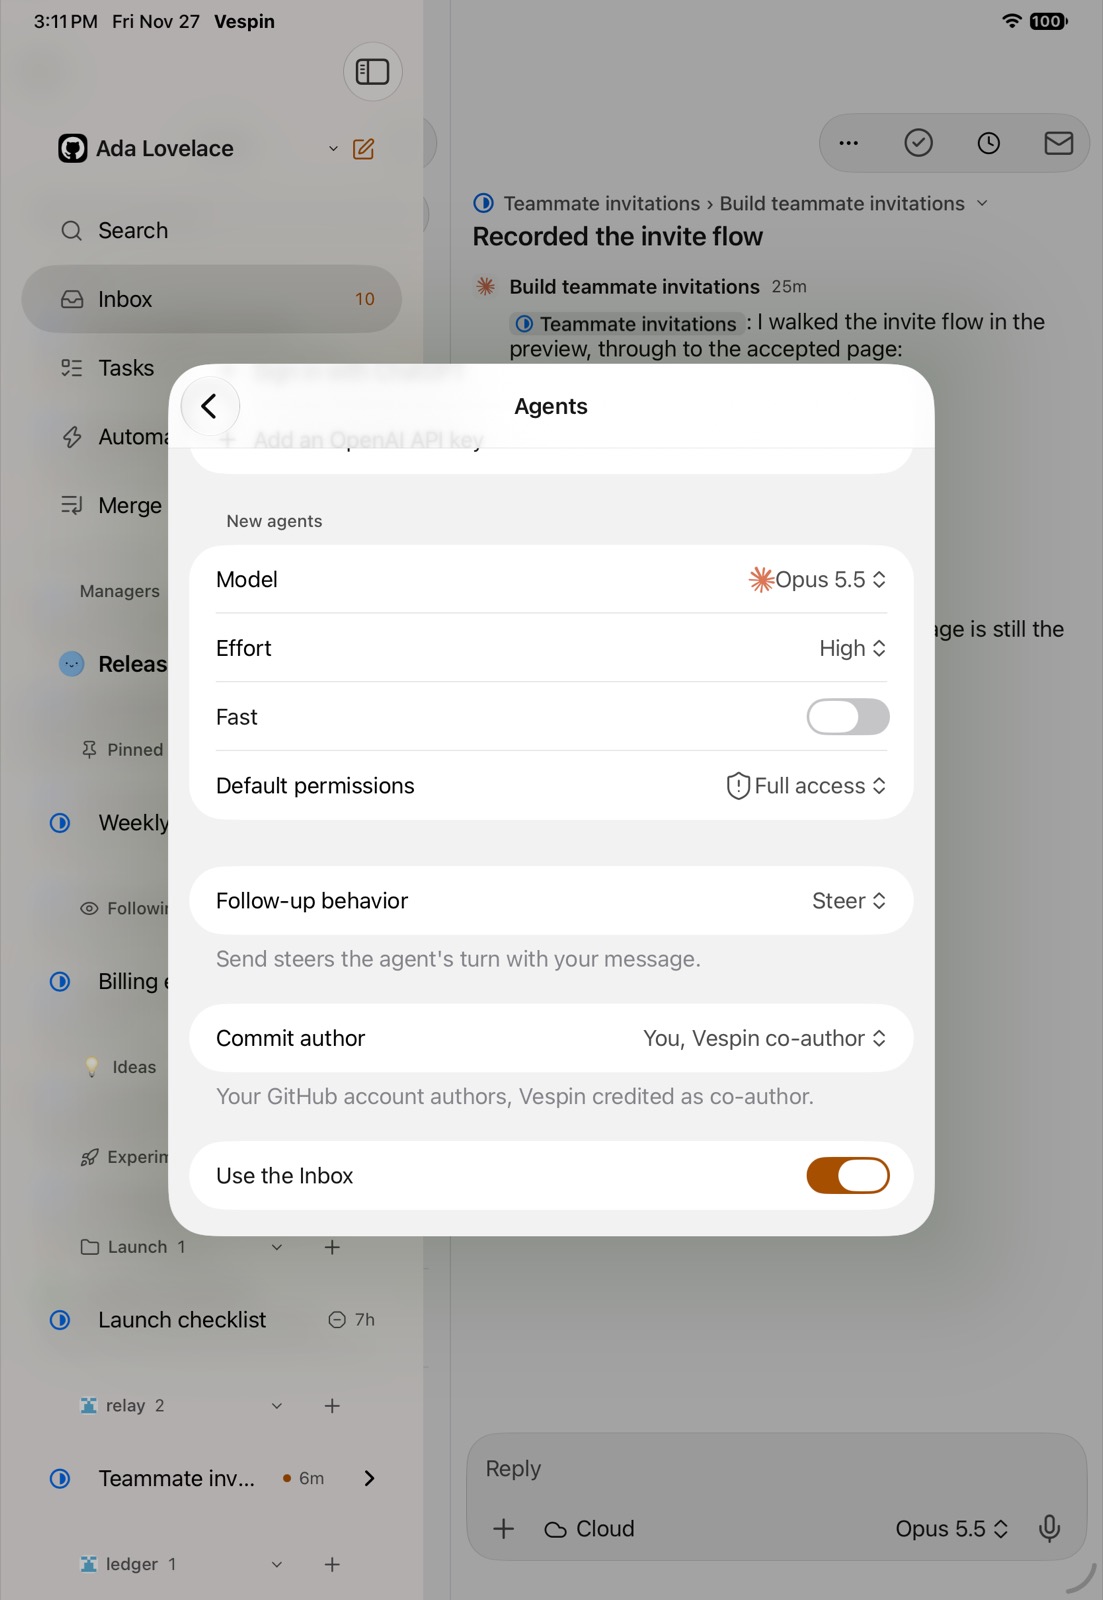 3:11 PM Fri Nov 27 Vespin
100
Ada Lovelace
Search
Inbox 10
Tasks
Merge
Managers
Pinned
Weekly
Ideas
Launch 1
Launch checklist 7h
relay 2
Teammate inv... 6m
ledger 1
Teammate invitations › Build teammate invitations
Recorded the invite flow
Build teammate invitations 25m
Teammate invitations : I walked the invite flow in the
preview, through to the accepted page:
is still the
Agents
Add an OpenAI API key
New agents
Model Opus 5.5
Effort High
Fast
Default permissions Full access
Follow-up behavior Steer
Send steers the agent's turn with your message.
Commit author You, Vespin co-author
Your GitHub account authors, Vespin credited as co-author.
Use the Inbox
Reply
Cloud Opus 5.5